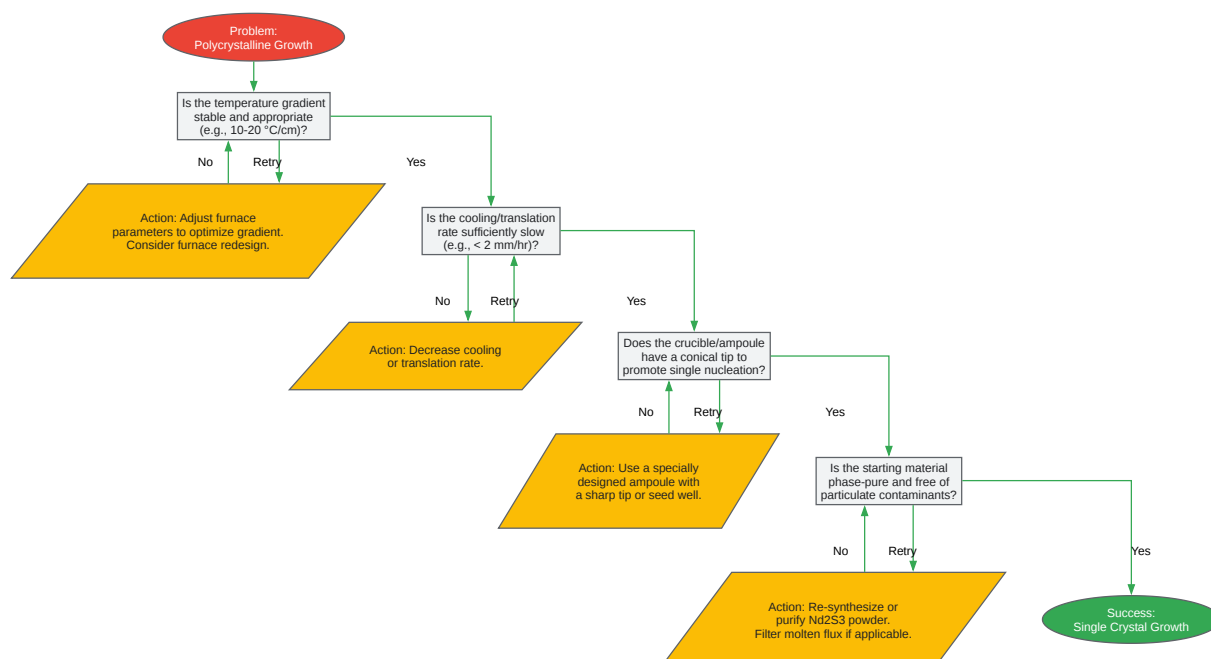 Problem:
Polycrystalline Growth
Is the temperature gradient
stable and appropriate
(e.g., 10-20 °C/cm)?
No
Retry
Yes
Action: Adjust furnace
parameters to optimize gradient.
Consider furnace redesign.
Is the cooling/translation
rate sufficiently slow
(e.g., < 2 mm/hr)?
No
Retry
Yes
Action: Decrease cooling
or translation rate.
Does the crucible/ampoule
have a conical tip to
promote single nucleation?
No
Retry
Yes
Action: Use a specially
designed ampoule with
a sharp tip or seed well.
Is the starting material
phase-pure and free of
particulate contaminants?
No
Retry
Yes
Action: Re-synthesize or
purify Nd2S3 powder.
Filter molten flux if applicable.
Success:
Single Crystal Growth